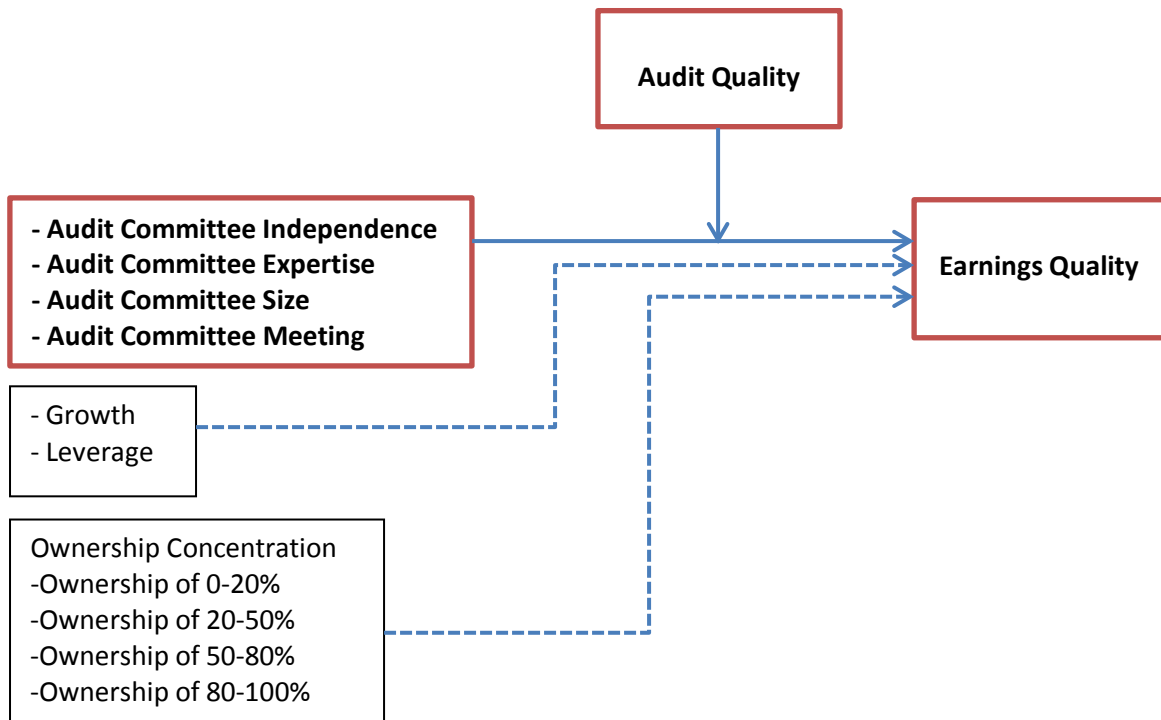 Audit Quality
- Audit Committee Independence
- Audit Committee Expertise
- Audit Committee Size
- Audit Committee Meeting
Earnings Quality
- Growth
- Leverage
Ownership Concentration
-Ownership of 0-20%
-Ownership of 20-50%
-Ownership of 50-80%
-Ownership of 80-100%